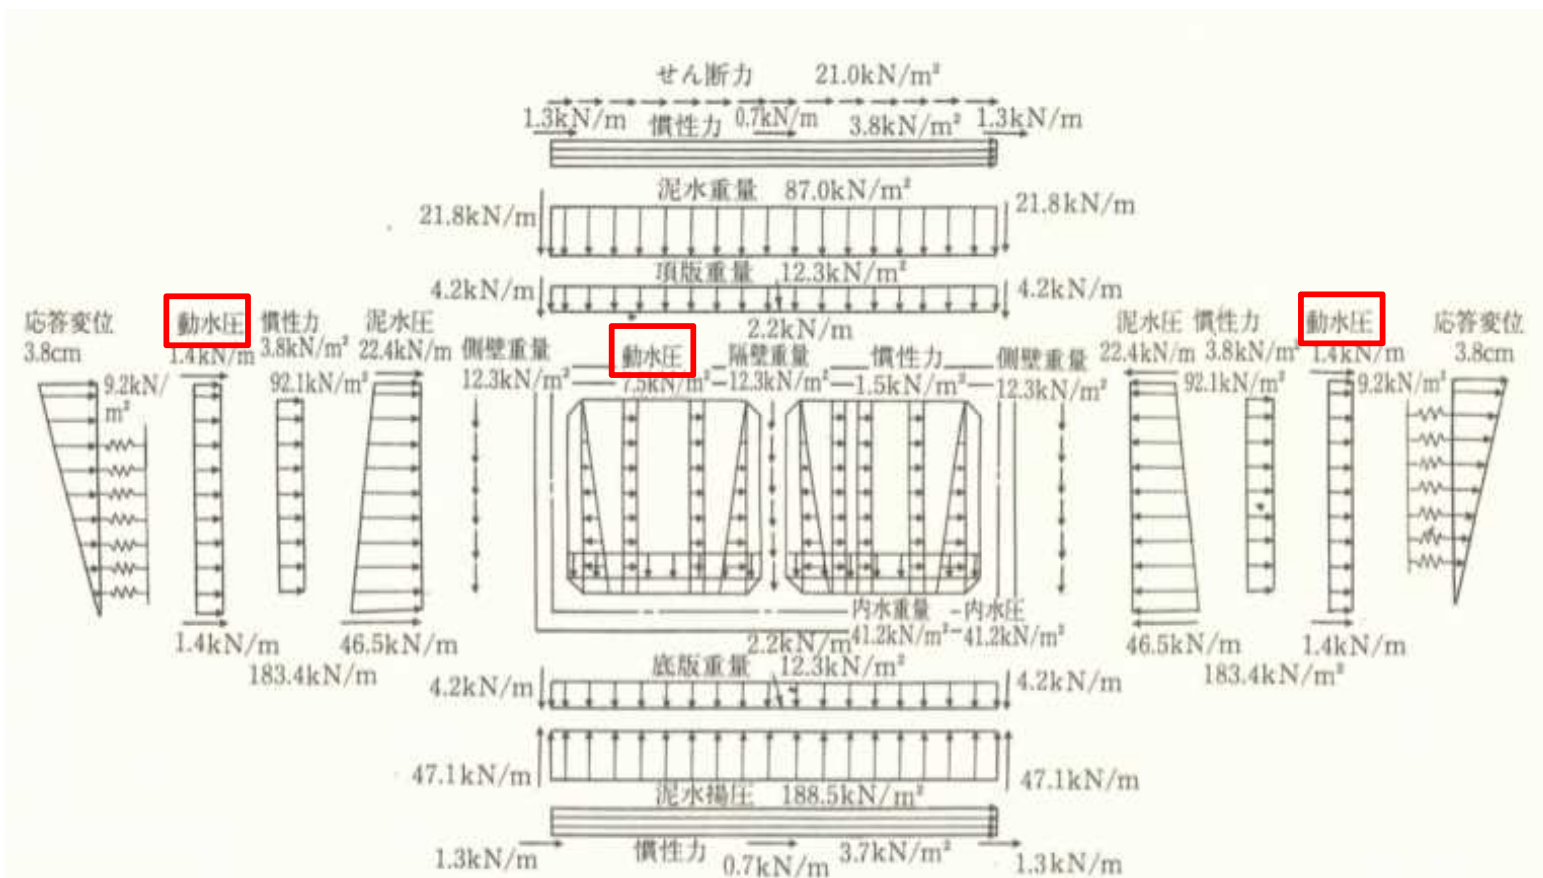 せん断力 21.0kN/m²
1.3kN/m 慣性力 0.7kN/m 3.8kN/m² 1.3kN/m
泥水重量 87.0kN/m²
21.8kN/m 21.8kN/m
頂版重量 12.3kN/m²
4.2kN/m 4.2kN/m
2.2kN/m
応答変位 動水圧 慣性力 泥水圧 側壁重量 動水圧 隔壁重量 慣性力 側壁重量 泥水圧 慣性力 動水圧 応答変位
3.8cm 1.4kN/m 3.8kN/m² 22.4kN/m 12.3kN/m² 7.5kN/m² 12.3kN/m² 1.5kN/m² 12.3kN/m² 22.4kN/m 3.8kN/m² 1.4kN/m 3.8cm
9.2kN/m² 92.1kN/m² 92.1kN/m² 9.2kN/m²
内水重量 内水圧
1.4kN/m 46.5kN/m 2.2kN/m 41.2kN/m² 41.2kN/m² 46.5kN/m 1.4kN/m
183.4kN/m 底版重量 12.3kN/m² 183.4kN/m²
4.2kN/m 4.2kN/m
47.1kN/m 47.1kN/m
泥水揚圧 188.5kN/m²
1.3kN/m 慣性力 0.7kN/m 3.7kN/m² 1.3kN/m